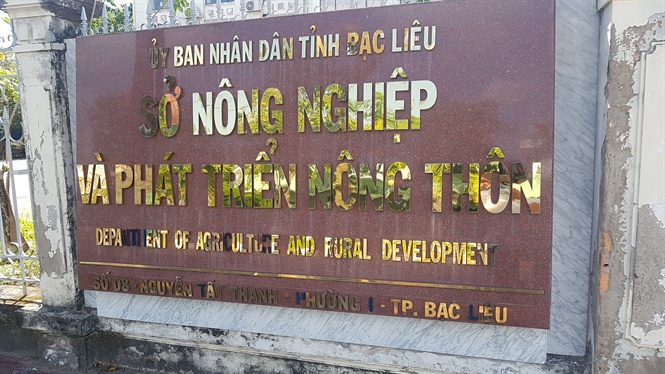 ỦY BAN NHÂN DÂN TỈNH BẠC LIÊU
SỞ NÔNG NGHIỆP
VÀ PHÁT TRIỂN NÔNG THÔN
DEPARTMENT OF AGRICULTURE AND RURAL DEVELOPMENT
SỐ 08 - NGUYỄN TẤT THÀNH - PHƯỜNG 1 - TP. BẠC LIÊU